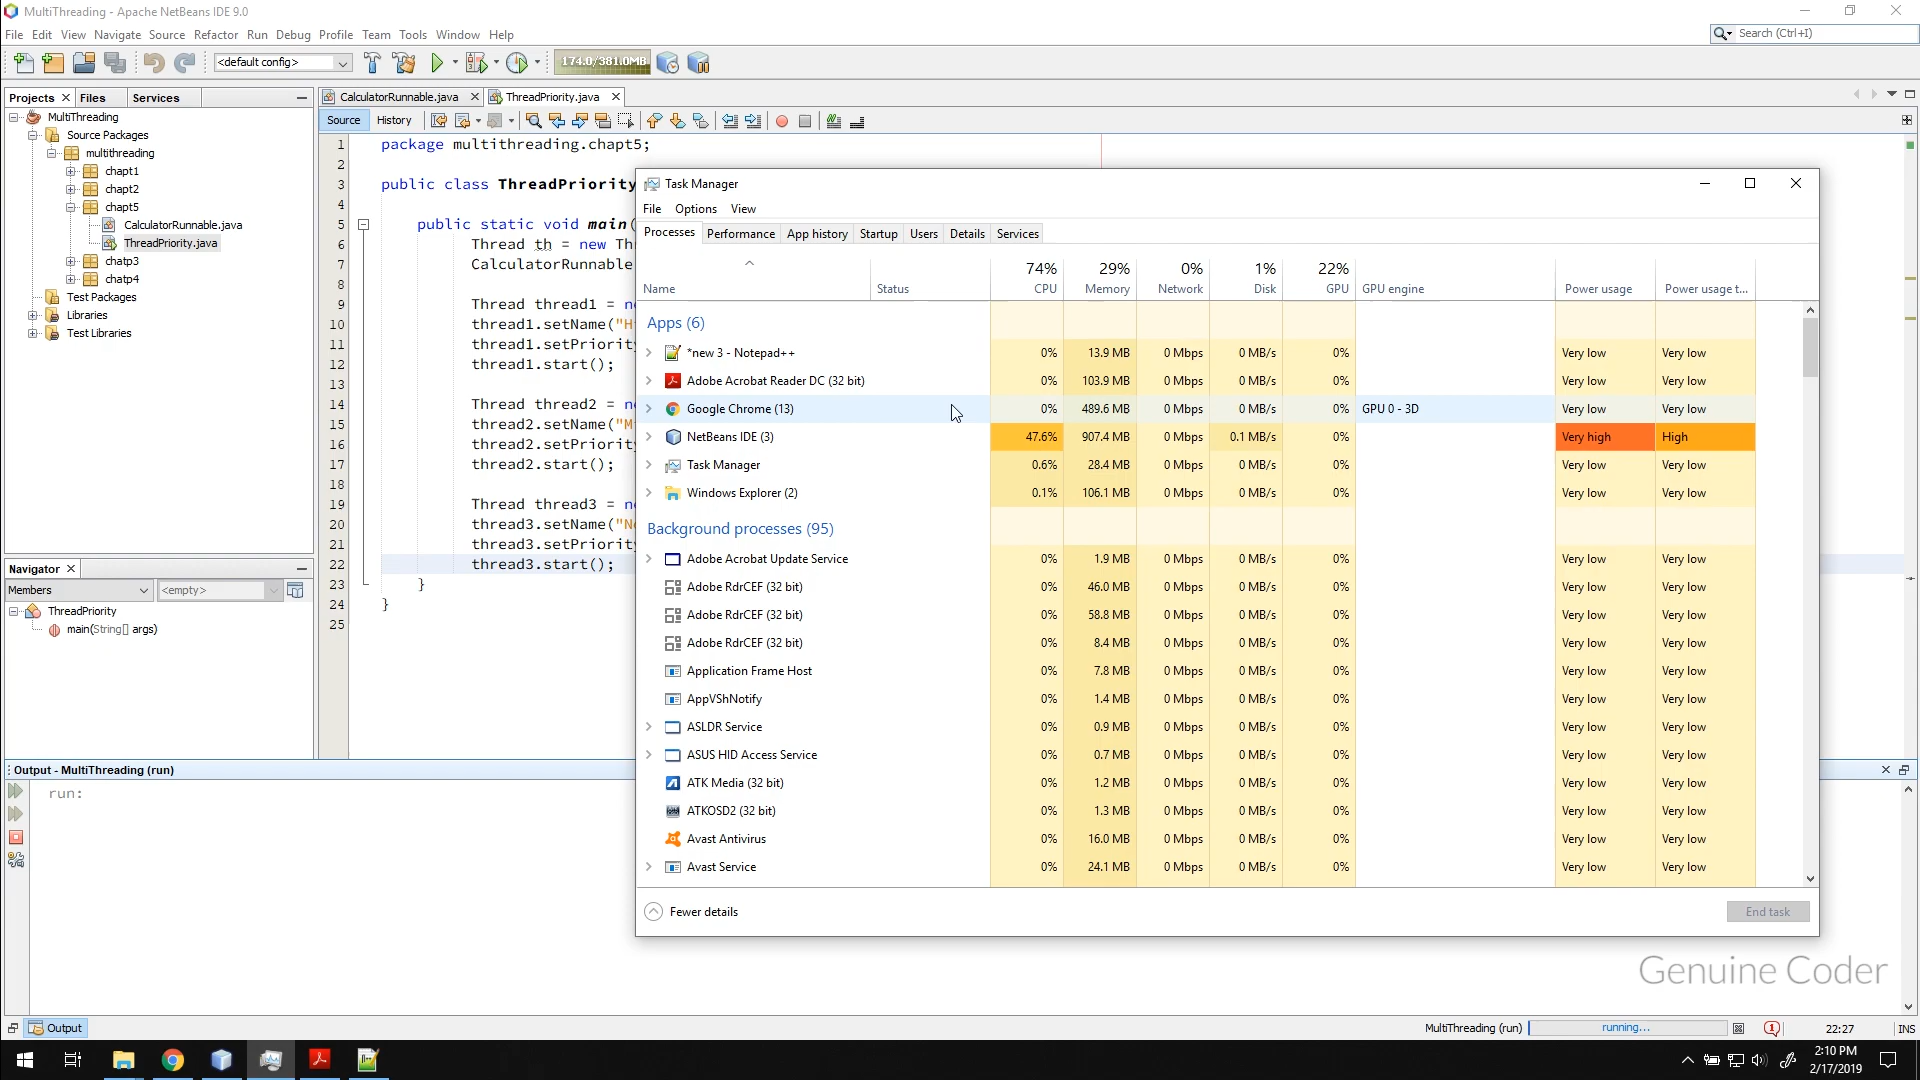 MultiThreading - Apache NetBeans IDE 9.0
File Edit View Navigate Source Refactor Run Debug Profile Team Tools Window Help
Search (Ctrl+I)
<default config>
174.0/381.0MB
Projects Files Services
MultiThreading
Source Packages
multithreading
chapt1
chapt2
chapt5
CalculatorRunnable.java
ThreadPriority.java
chatp3
chatp4
Test Packages
Libraries
Test Libraries
Navigator
Members <empty>
ThreadPriority
main(String[] args)
CalculatorRunnable.java ThreadPriority.java
Source History
1 package multithreading.chapt5;
2
3 public class ThreadPriority
4
5 public static void main(
6 Thread th = new Th
7 CalculatorRunnable
8
9 Thread thread1 = n
10 thread1.setName("H
11 thread1.setPriority
12 thread1.start();
13
14 Thread thread2 = n
15 thread2.setName("M
16 thread2.setPriority
17 thread2.start();
18
19 Thread thread3 = n
20 thread3.setName("N
21 thread3.setPriority
22 thread3.start();
23 }
24 }
25
Task Manager
File Options View
Processes Performance App history Startup Users Details Services
74% 29% 0% 1% 22%
Name Status CPU Memory Network Disk GPU GPU engine Power usage Power usage t...
Apps (6)
*new 3 - Notepad++ 0% 13.9 MB 0 Mbps 0 MB/s 0% Very low Very low
Adobe Acrobat Reader DC (32 bit) 0% 103.9 MB 0 Mbps 0 MB/s 0% Very low Very low
Google Chrome (13) 0% 489.6 MB 0 Mbps 0 MB/s 0% GPU 0 - 3D Very low Very low
NetBeans IDE (3) 47.6% 907.4 MB 0 Mbps 0.1 MB/s 0% Very high High
Task Manager 0.6% 28.4 MB 0 Mbps 0 MB/s 0% Very low Very low
Windows Explorer (2) 0.1% 106.1 MB 0 Mbps 0 MB/s 0% Very low Very low
Background processes (95)
Adobe Acrobat Update Service 0% 1.9 MB 0 Mbps 0 MB/s 0% Very low Very low
Adobe RdrCEF (32 bit) 0% 46.0 MB 0 Mbps 0 MB/s 0% Very low Very low
Adobe RdrCEF (32 bit) 0% 58.8 MB 0 Mbps 0 MB/s 0% Very low Very low
Adobe RdrCEF (32 bit) 0% 8.4 MB 0 Mbps 0 MB/s 0% Very low Very low
Application Frame Host 0% 7.8 MB 0 Mbps 0 MB/s 0% Very low Very low
AppVShNotify 0% 1.4 MB 0 Mbps 0 MB/s 0% Very low Very low
ASLDR Service 0% 0.9 MB 0 Mbps 0 MB/s 0% Very low Very low
ASUS HID Access Service 0% 0.7 MB 0 Mbps 0 MB/s 0% Very low Very low
ATK Media (32 bit) 0% 1.2 MB 0 Mbps 0 MB/s 0% Very low Very low
ATKOSD2 (32 bit) 0% 1.3 MB 0 Mbps 0 MB/s 0% Very low Very low
Avast Antivirus 0% 16.0 MB 0 Mbps 0 MB/s 0% Very low Very low
Avast Service 0% 24.1 MB 0 Mbps 0 MB/s 0% Very low Very low
Fewer details End task
Output - MultiThreading (run)
run:
Genuine Coder
Output MultiThreading (run) running... 1 22:27 INS
2:10 PM
2/17/2019